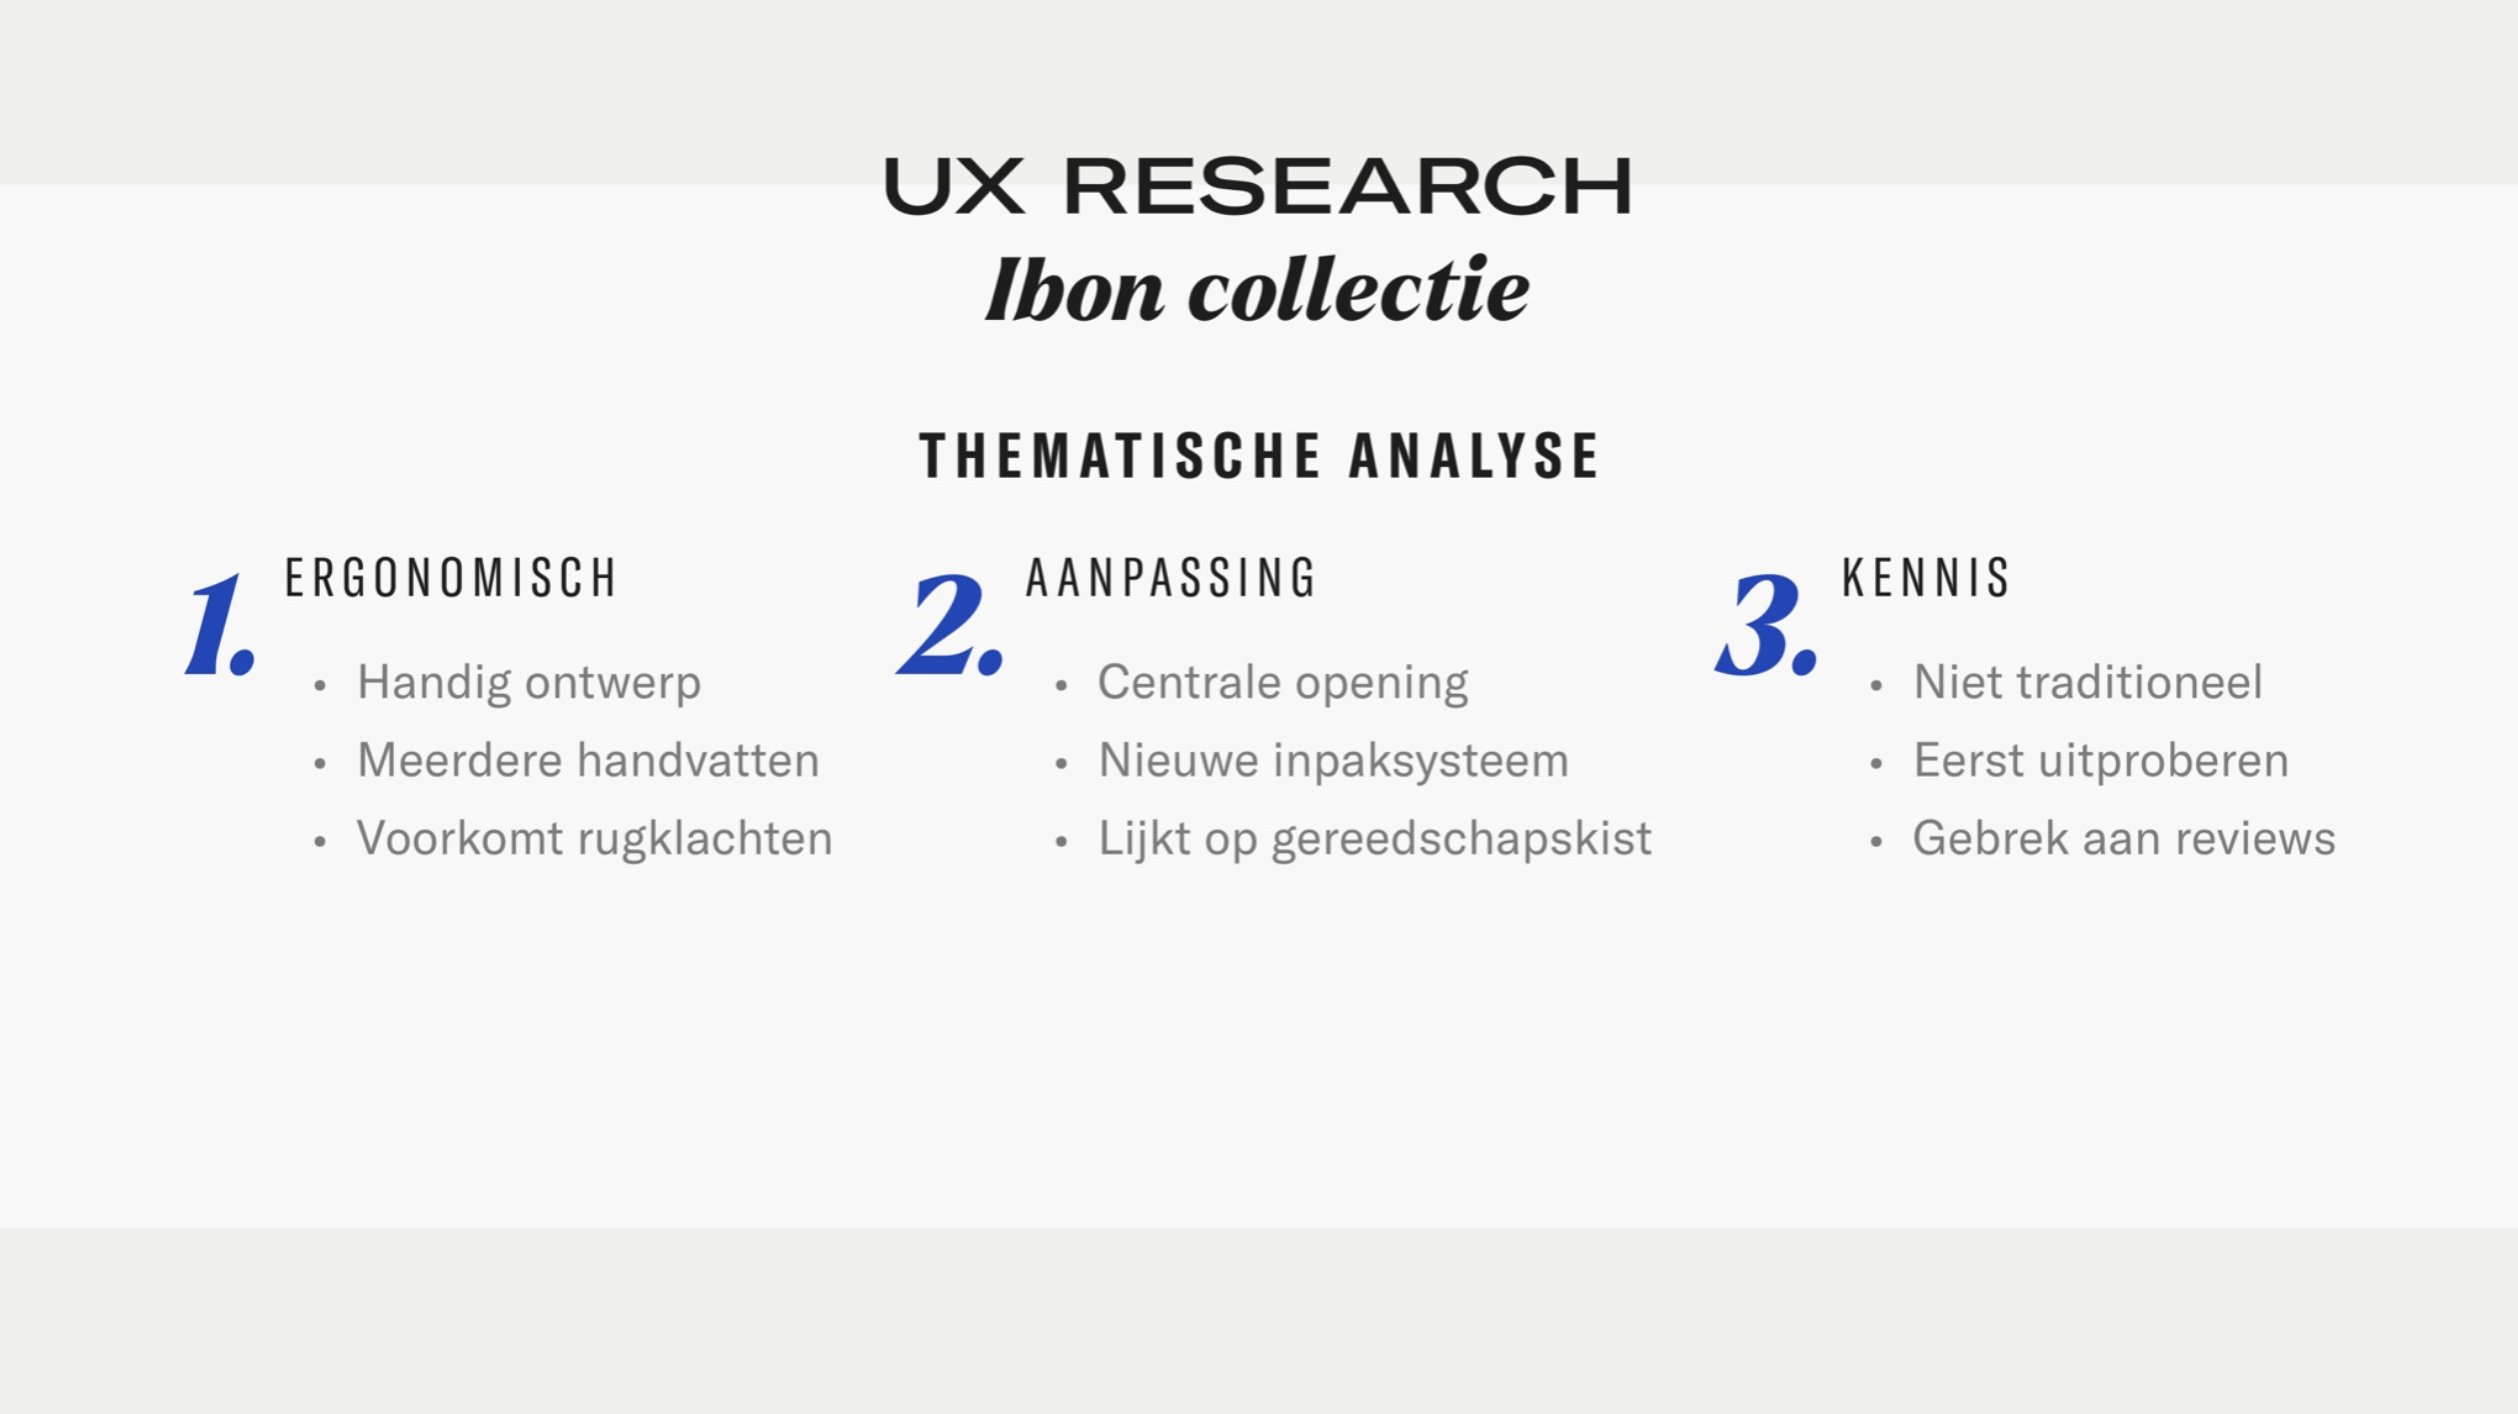 UX RESEARCH
Ibon collectie
THEMATISCHE ANALYSE
1. ERGONOMISCH
• Handig ontwerp
• Meerdere handvatten
• Voorkomt rugklachten
2. AANPASSING
• Centrale opening
• Nieuwe inpaksysteem
• Lijkt op gereedschapskist
3. KENNIS
• Niet traditioneel
• Eerst uitproberen
• Gebrek aan reviews